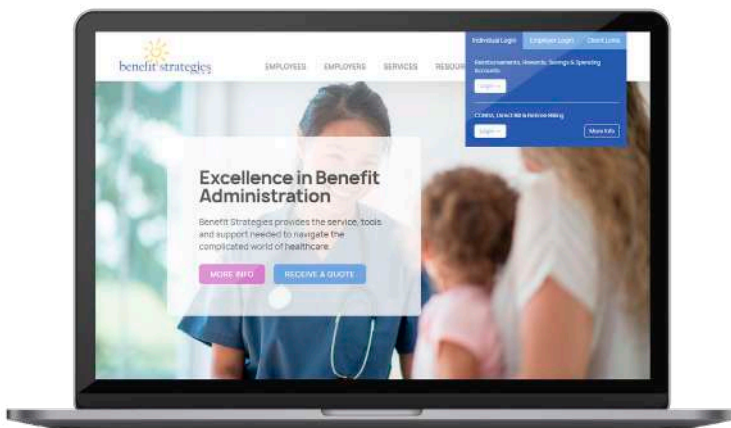 Individual Login Employer Login Client Links
benefit strategies
EMPLOYEES EMPLOYERS SERVICES RESOUR
Reimbursements, Rewards, Savings & Spending
Accounts
Login
COBRA, Direct Bill & Retiree Billing
Login More Info
Excellence in Benefit
Administration
Benefit Strategies provides the service, tools
and support needed to navigate the
complicated world of healthcare.
MORE INFO RECEIVE A QUOTE